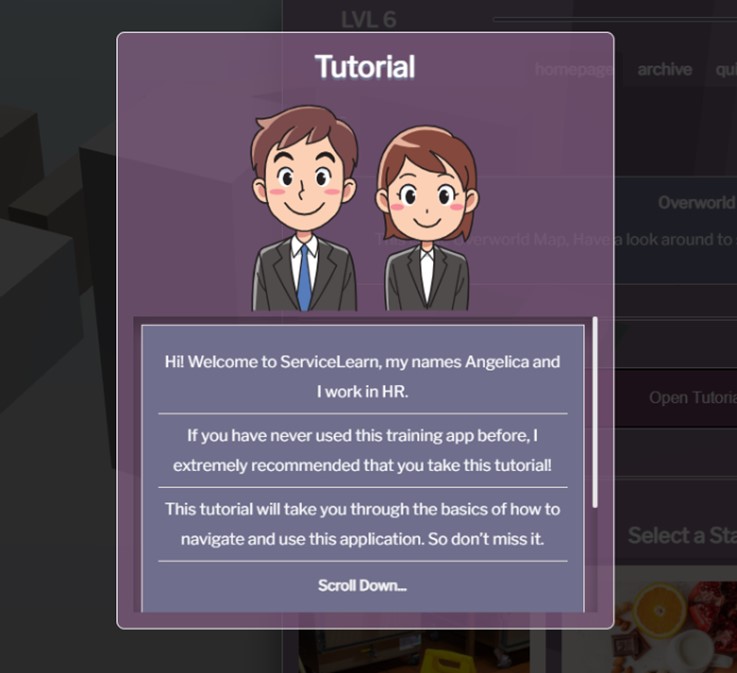 LVL 6
homepage
archive
Tutorial
Overworld
Overworld Map, Have a look around to
Hi! Welcome to ServiceLearn, my names Angelica and
I work in HR.
Open Tutoria
If you have never used this training app before, I
extremely recommended that you take this tutorial!
This tutorial will take you through the basics of how to
navigate and use this application. So don't miss it.
Select a Sta
Scroll Down...